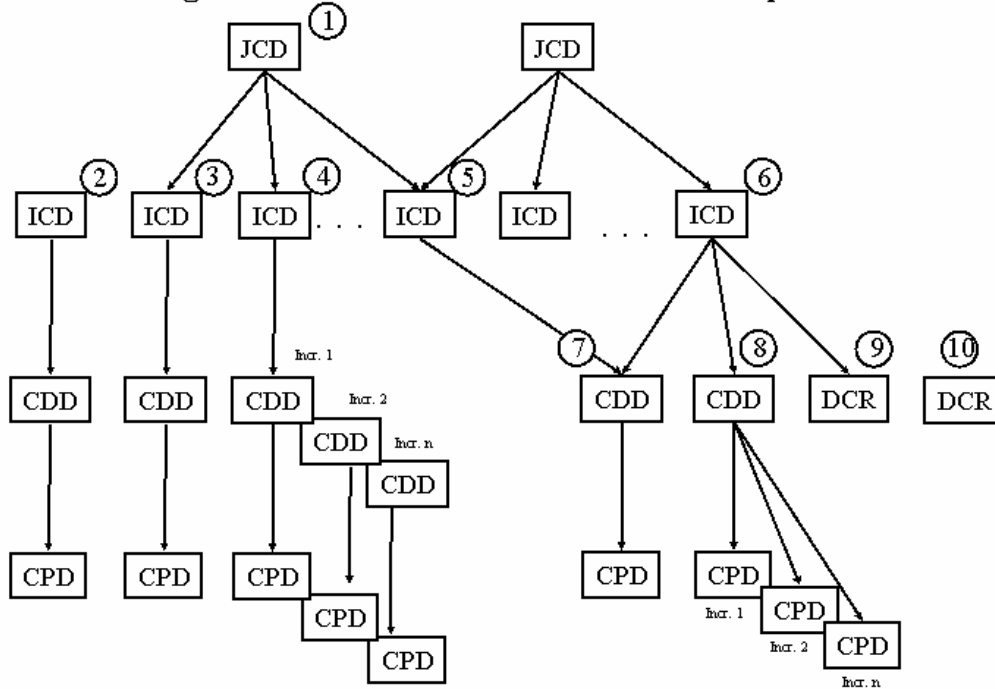 1
JCD JCD
2 3 4 5 6
ICD ICD ICD . . . ICD ICD . . . ICD
Incr. 1 7 8 9 10
CDD CDD CDD Incr. 2 CDD CDD DCR DCR
CDD Incr. n
CDD
CPD CPD CPD CPD CPD
CPD Incr. 1 CPD
CPD Incr. 2 CPD
Incr. n